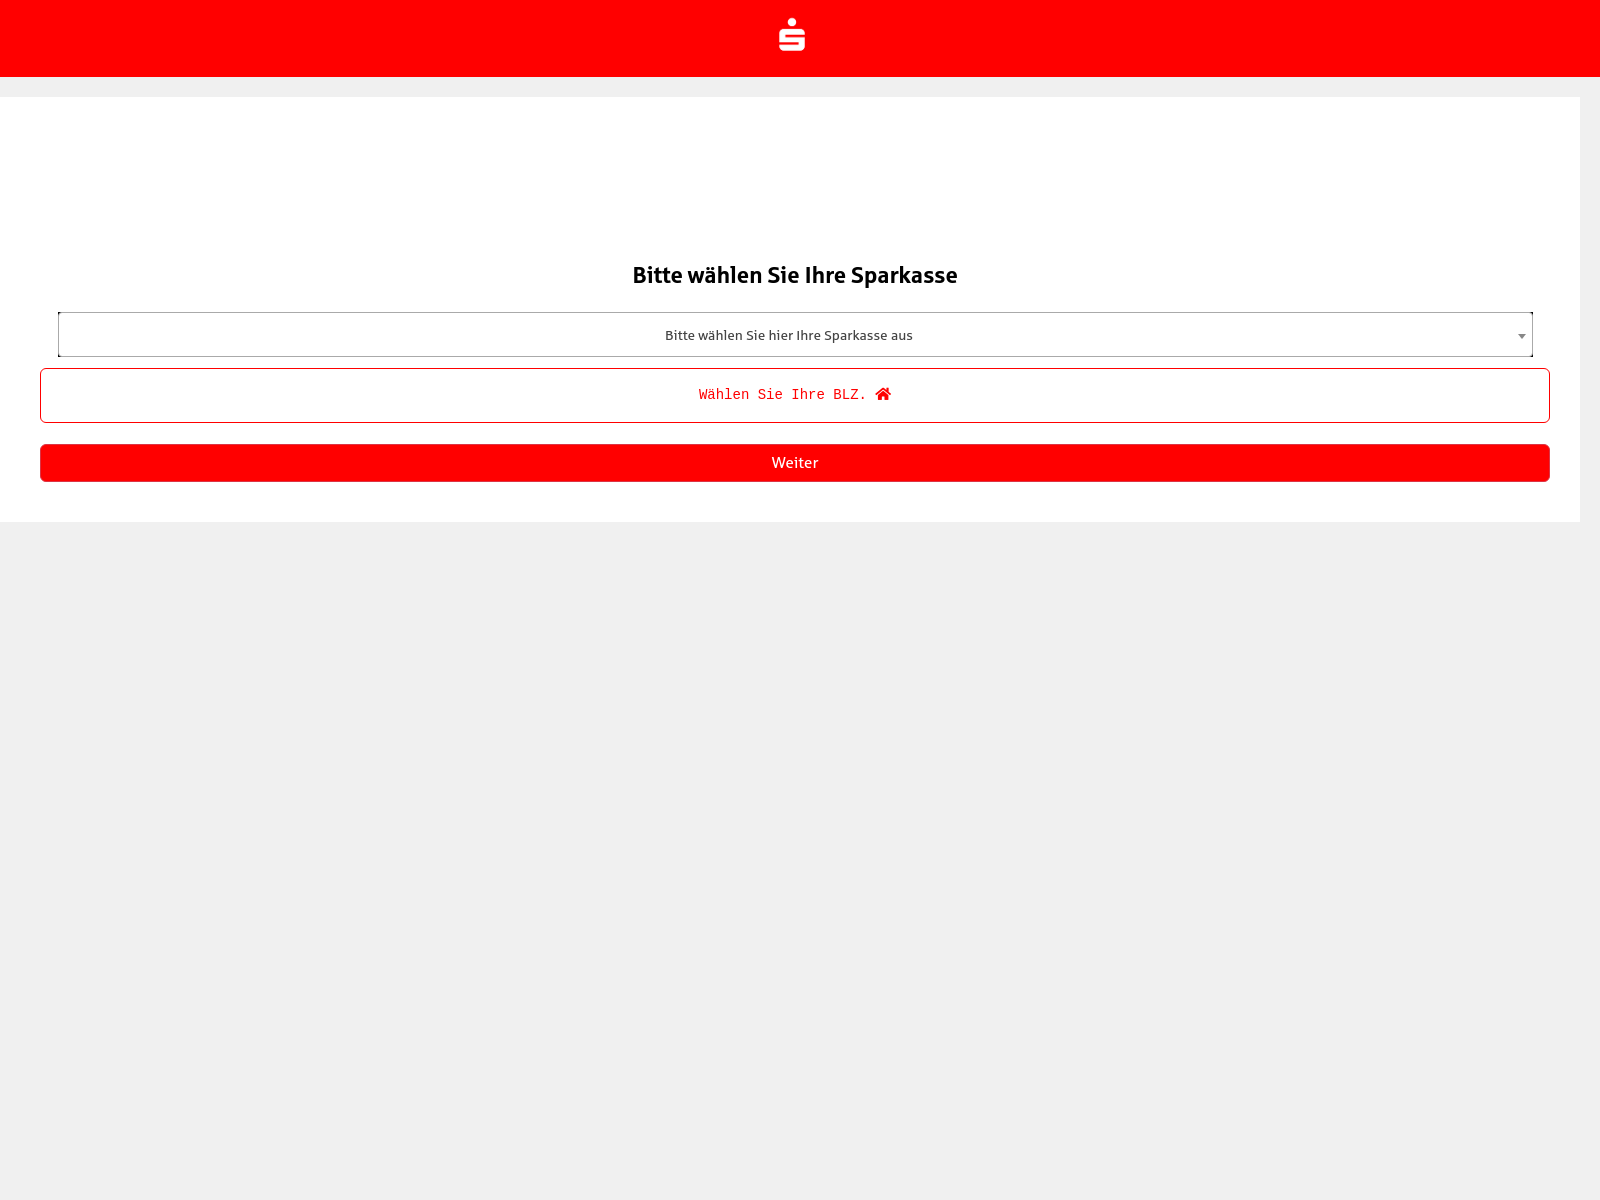 Bitte wählen Sie Ihre Sparkasse
Bitte wählen Sie hier Ihre Sparkasse aus
Wählen Sie Ihre BLZ.
Weiter